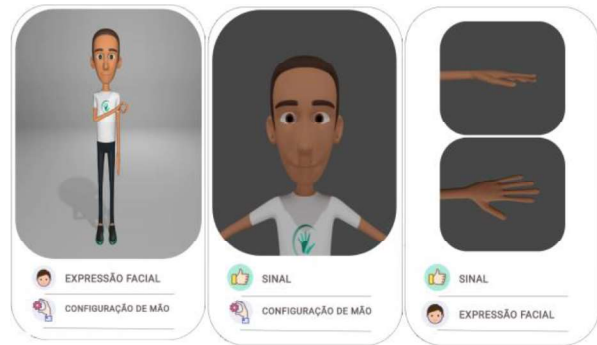 EXPRESSÃO FACIAL
CONFIGURAÇÃO DE MÃO
SINAL
CONFIGURAÇÃO DE MÃO
SINAL
EXPRESSÃO FACIAL